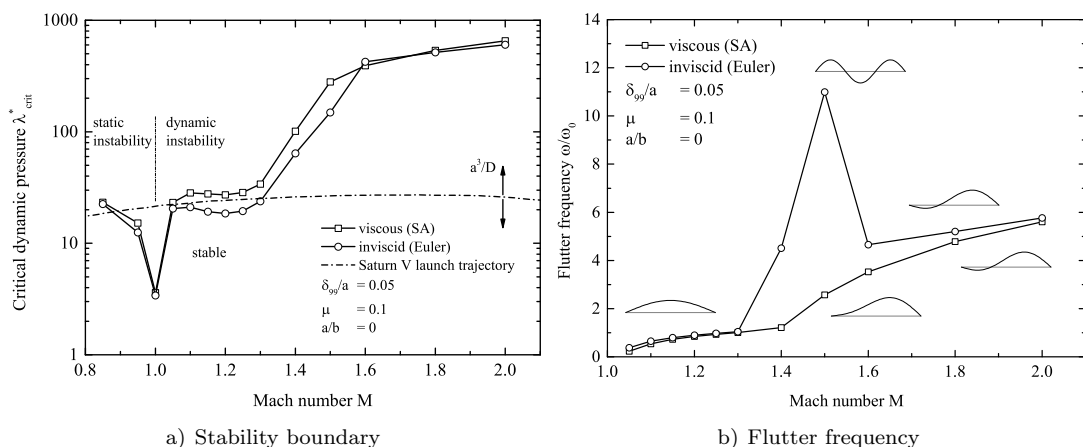 1000
100
10
1
Critical dynamic pressure λ*crit
static
instability
dynamic
instability
a³/D
stable
viscous (SA)
inviscid (Euler)
Saturn V launch trajectory
δ₉₉/a = 0.05
μ = 0.1
a/b = 0
0.8 1.0 1.2 1.4 1.6 1.8 2.0
Mach number M
a) Stability boundary
14
12
10
8
6
4
2
0
Flutter frequency ω/ω₀
viscous (SA)
inviscid (Euler)
δ₉₉/a = 0.05
μ = 0.1
a/b = 0
1.0 1.2 1.4 1.6 1.8 2.0
Mach number M
b) Flutter frequency